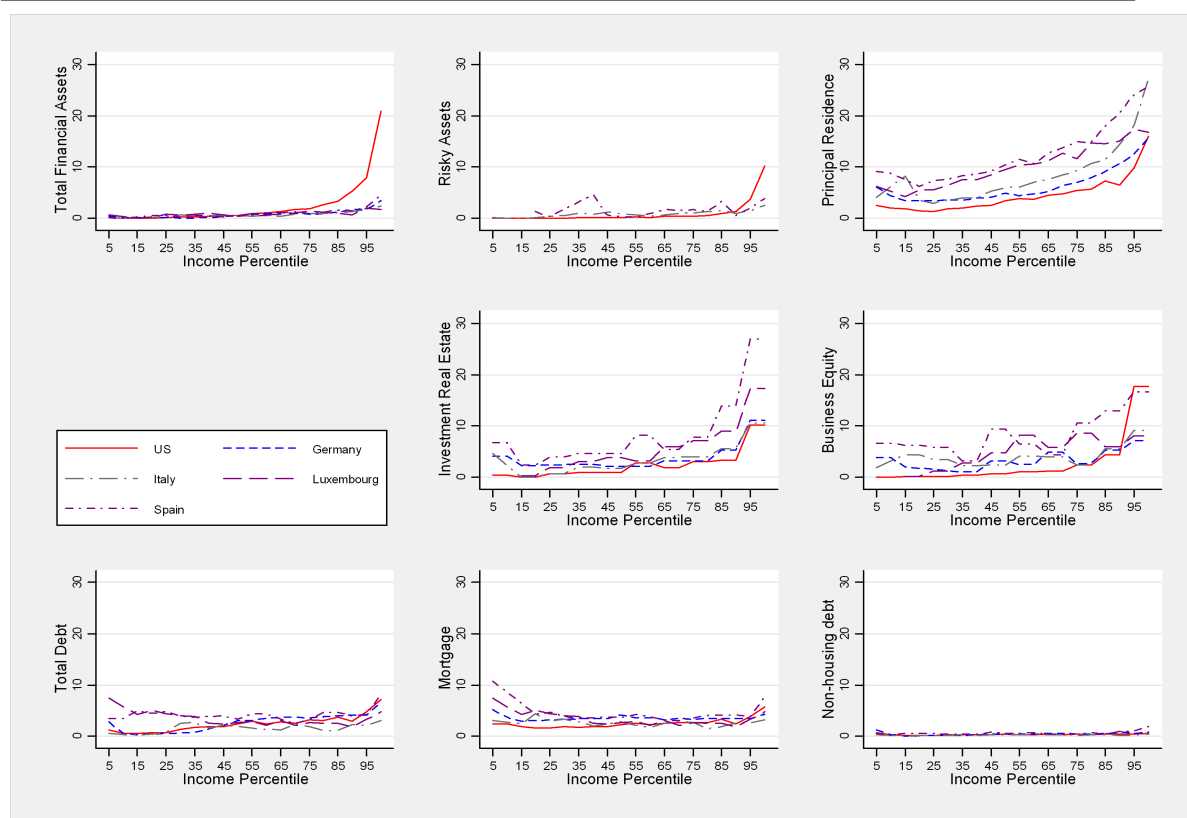 Total Financial Assets
30
20
10
0
5 15 25 35 45 55 65 75 85 95
Income Percentile
Risky Assets
30
20
10
0
5 15 25 35 45 55 65 75 85 95
Income Percentile
Principal Residence
30
20
10
0
5 15 25 35 45 55 65 75 85 95
Income Percentile
Investment Real Estate
30
20
10
0
5 15 25 35 45 55 65 75 85 95
Income Percentile
Business Equity
30
20
10
0
5 15 25 35 45 55 65 75 85 95
Income Percentile
US Germany
Italy Luxembourg
Spain
Total Debt
30
20
10
0
5 15 25 35 45 55 65 75 85 95
Income Percentile
Mortgage
30
20
10
0
5 15 25 35 45 55 65 75 85 95
Income Percentile
Non-housing debt
30
20
10
0
5 15 25 35 45 55 65 75 85 95
Income Percentile